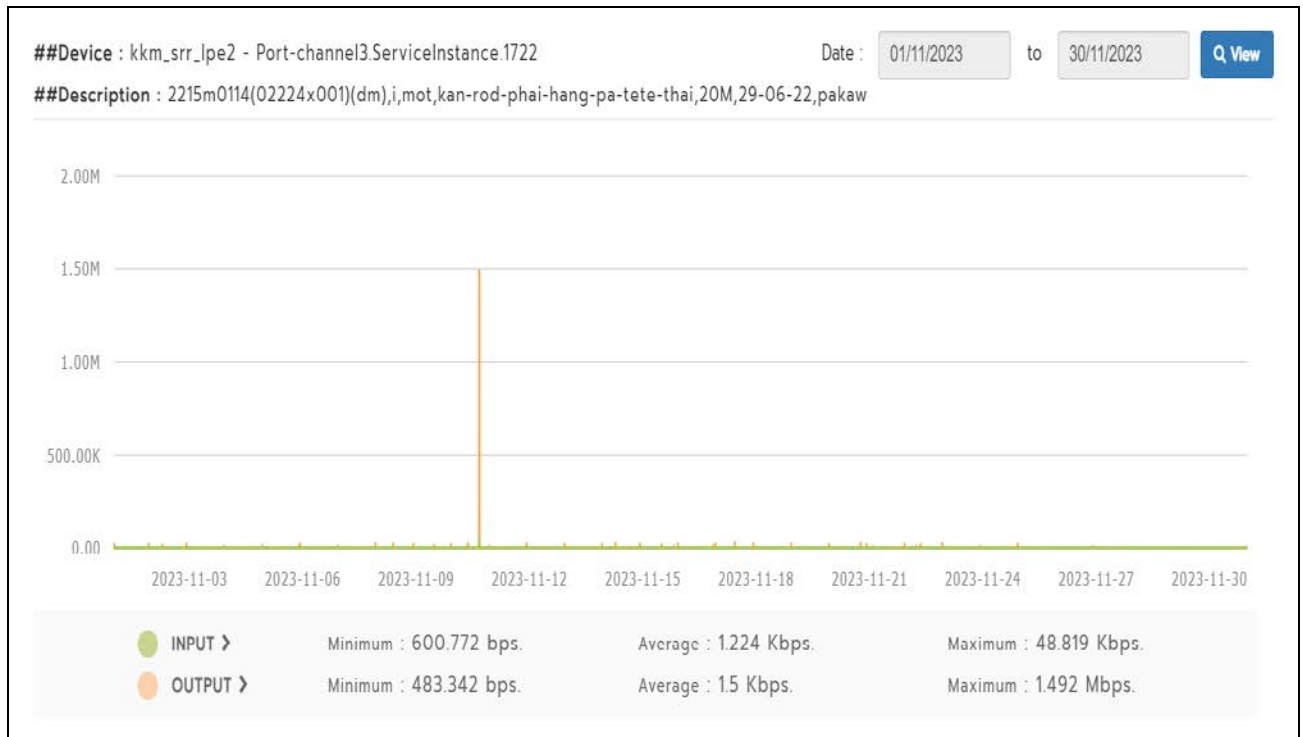 ##Device : kkm_srr_lpe2 - Port-channel3.ServiceInstance.1722 Date : 01/11/2023 to 30/11/2023 View
##Description : 2215m0114(02224x001)(dm),i,mot,kan-rod-phai-hang-pa-tete-thai,20M,29-06-22,pakaw
2.00M
1.50M
1.00M
500.00K
0.00
2023-11-03 2023-11-06 2023-11-09 2023-11-12 2023-11-15 2023-11-18 2023-11-21 2023-11-24 2023-11-27 2023-11-30
INPUT > Minimum : 600.772 bps. Average : 1.224 Kbps. Maximum : 48.819 Kbps.
OUTPUT > Minimum : 483.342 bps. Average : 1.5 Kbps. Maximum : 1.492 Mbps.